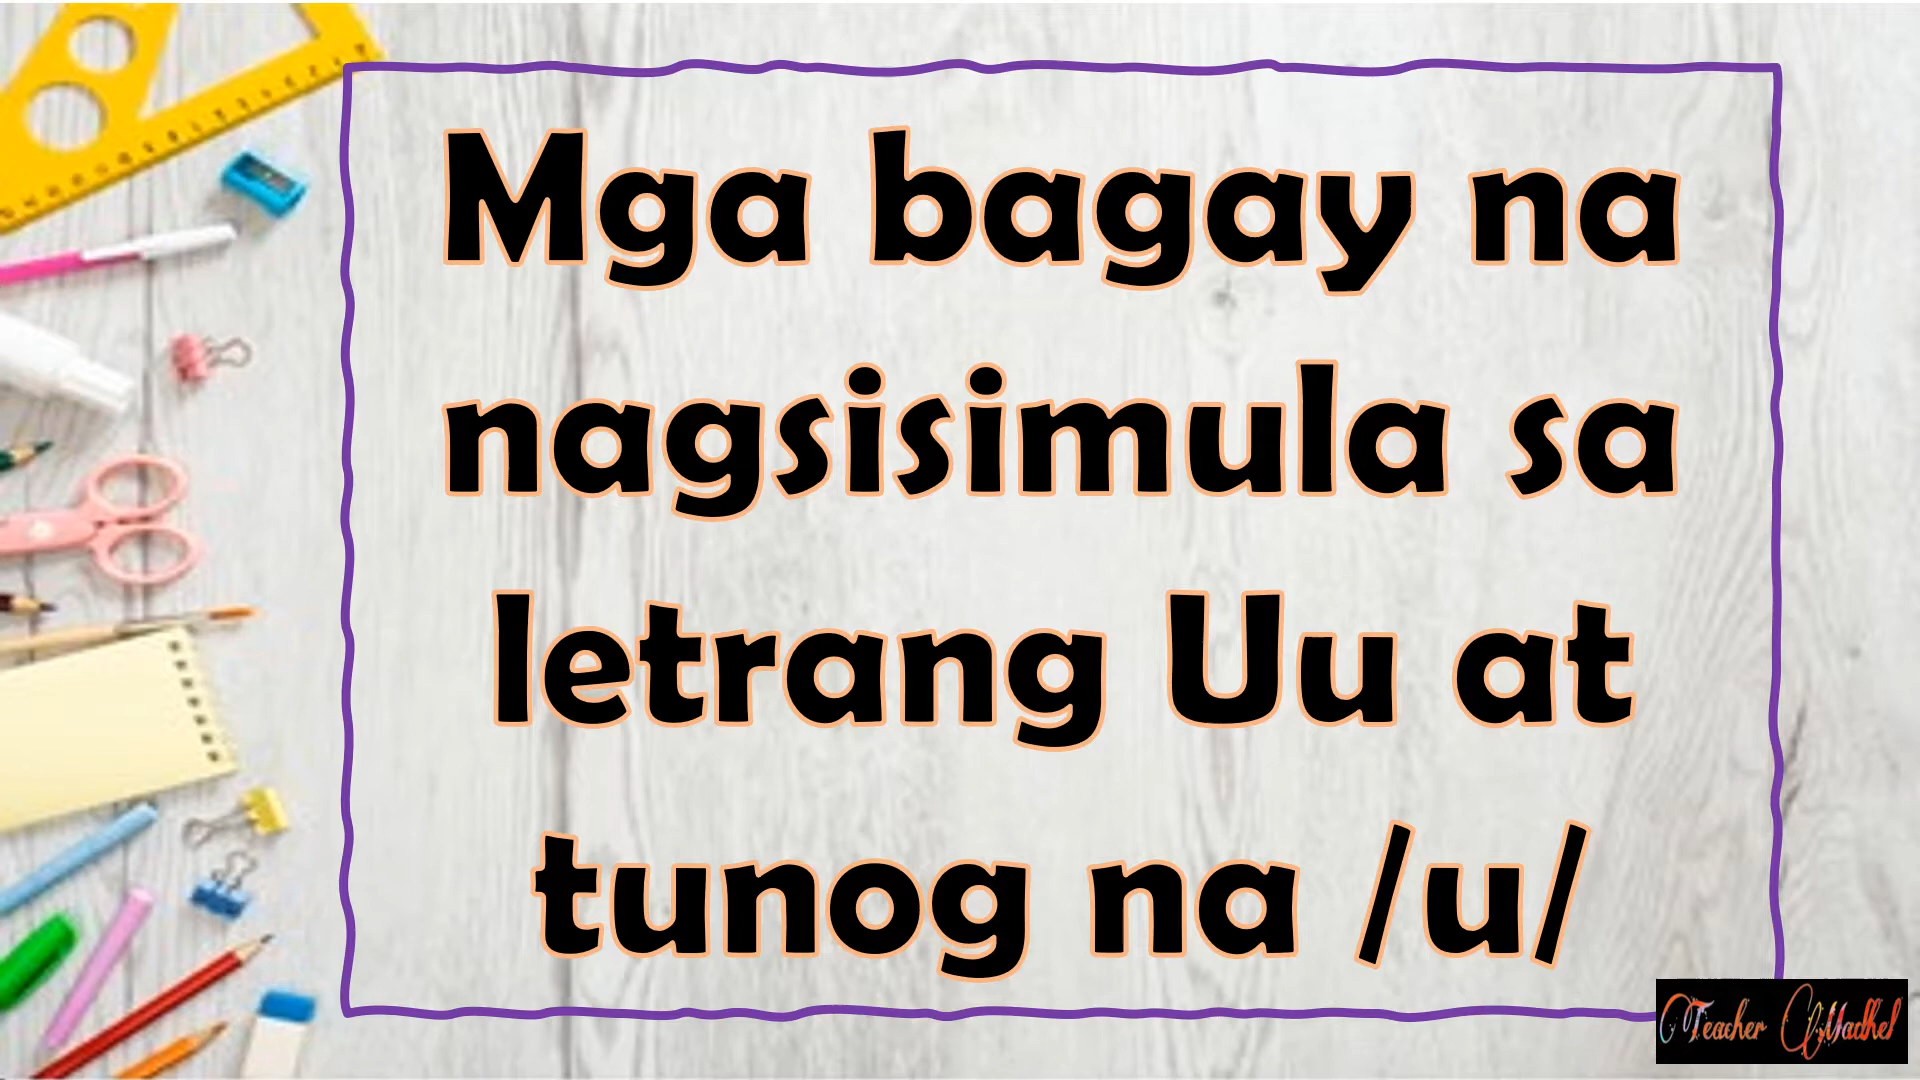 Mga bagay na
nagsisimula sa
letrang Uu at
tunog na /u/
Teacher Madhel